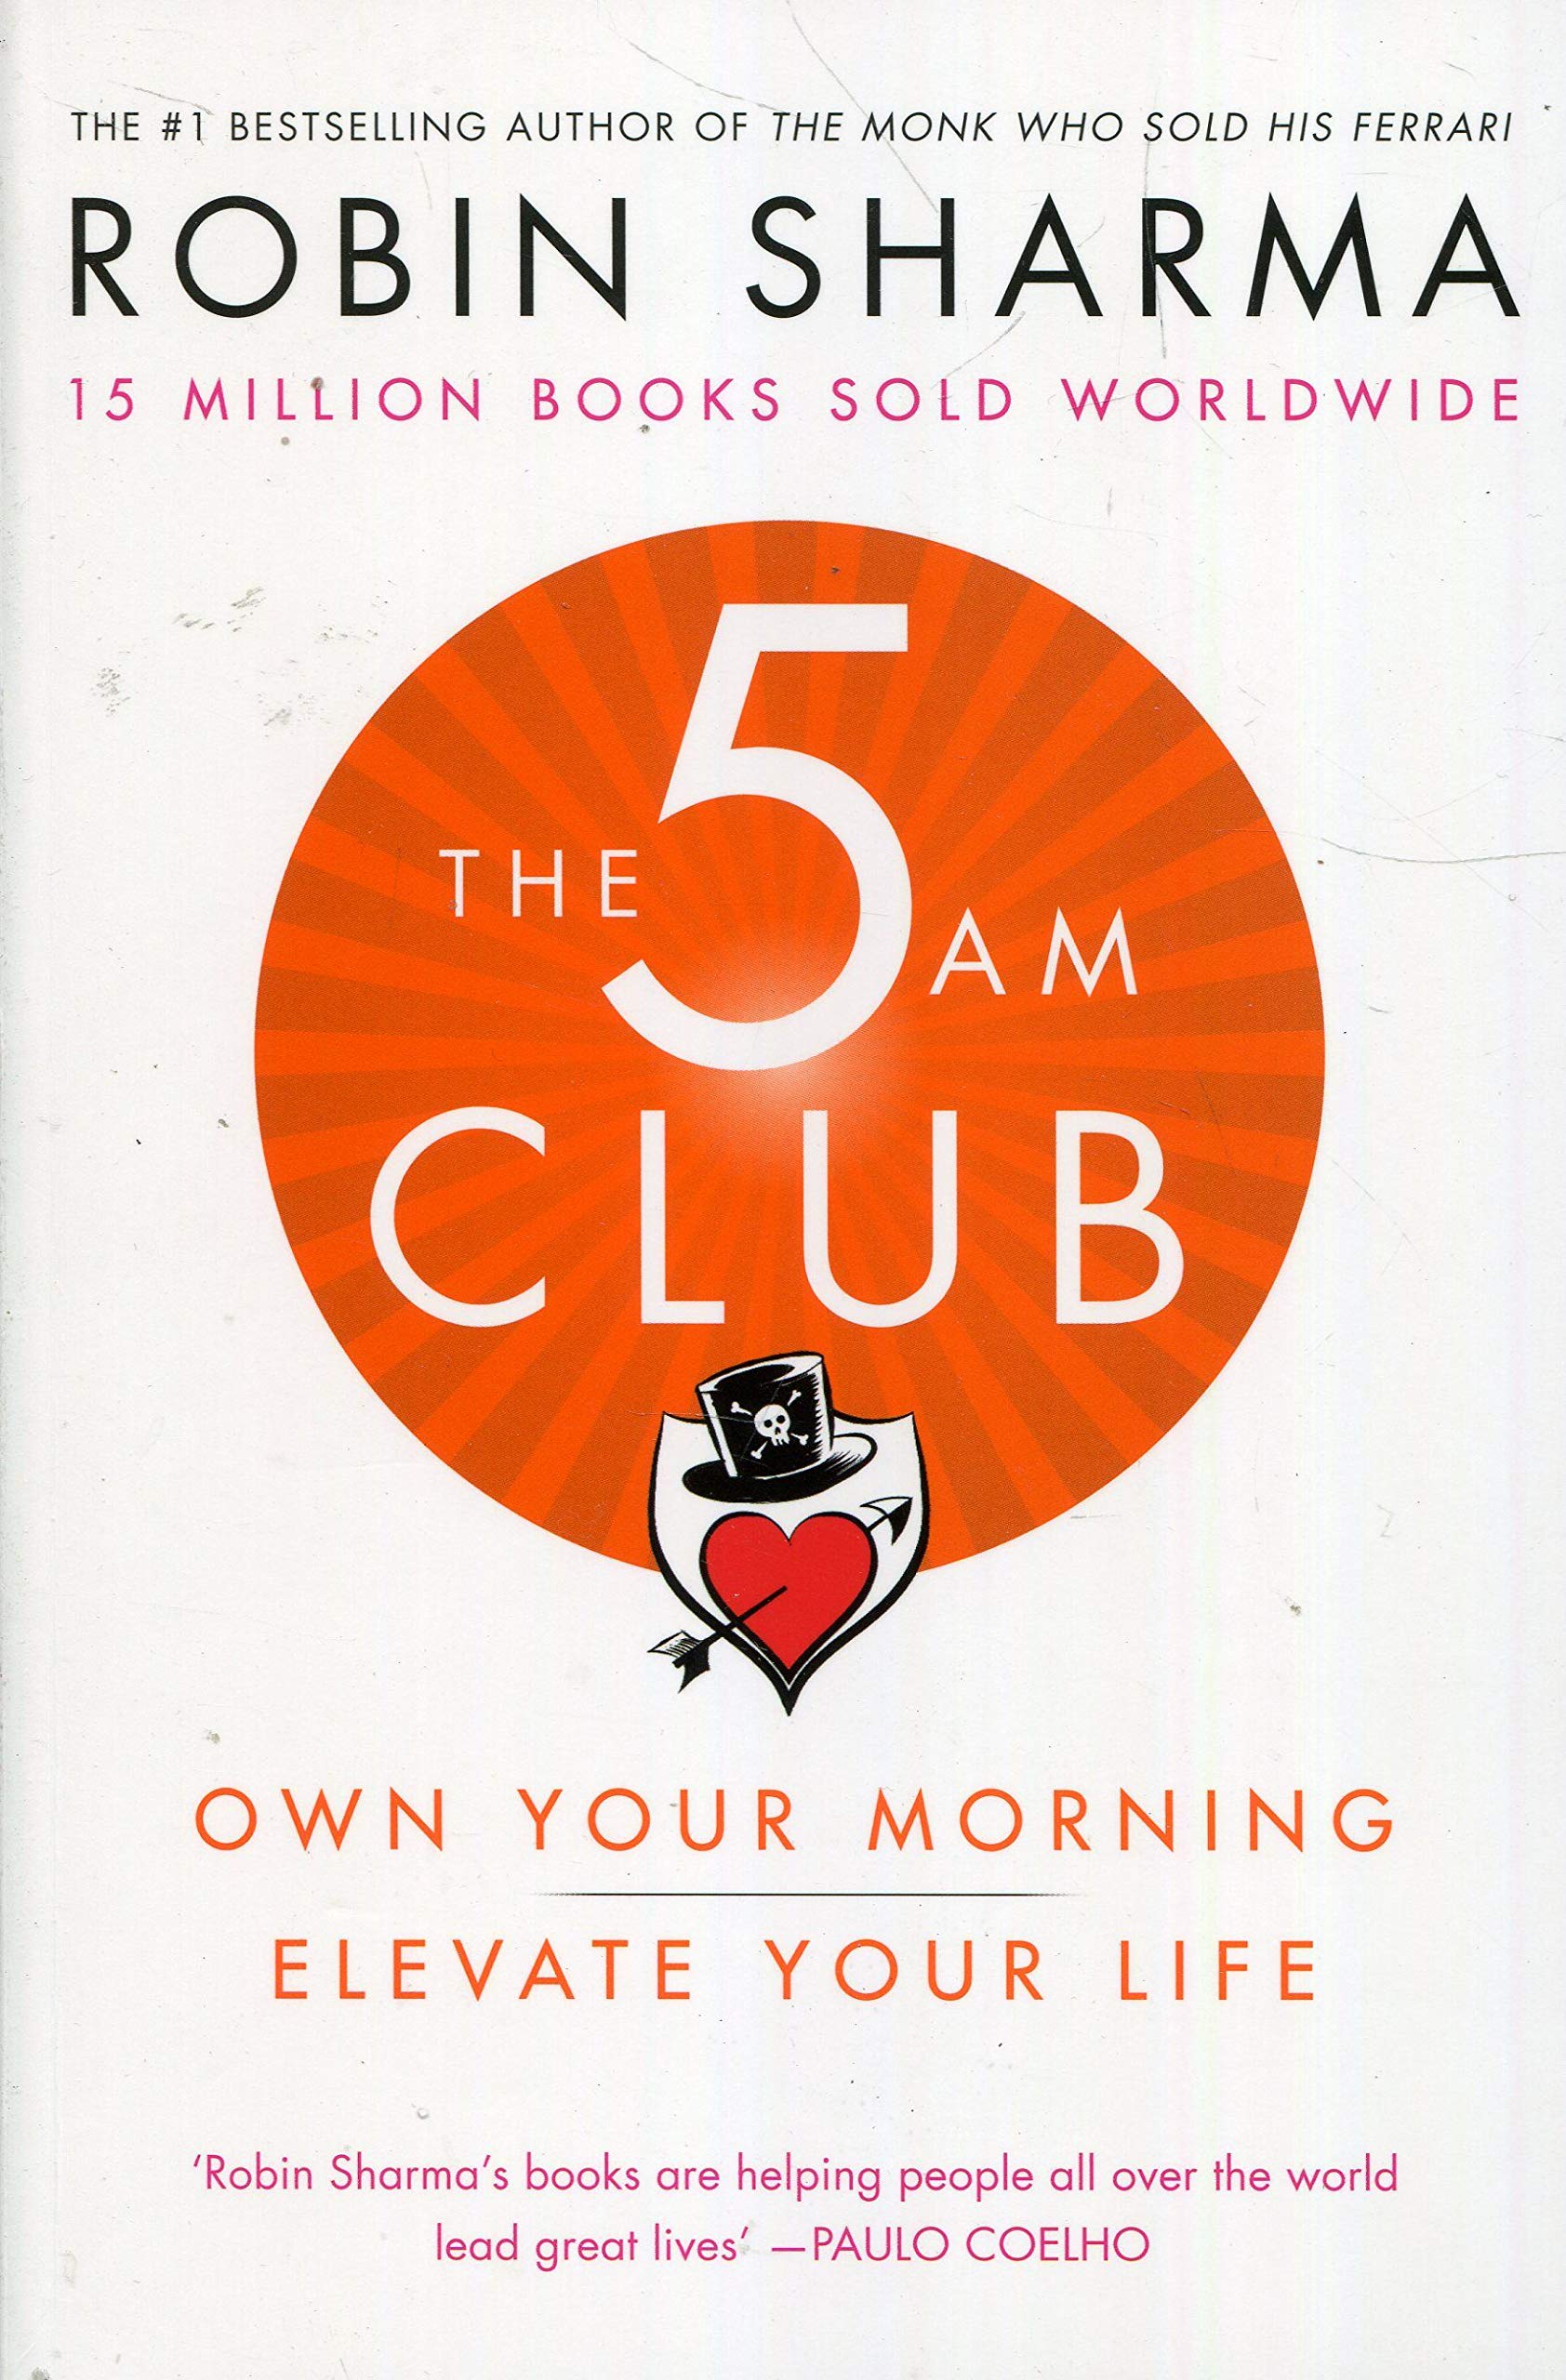 THE #1 BESTSELLING AUTHOR OF THE MONK WHO SOLD HIS FERRARI
ROBIN SHARMA
15 MILLION BOOKS SOLD WORLDWIDE
THE 5 AM
CLUB
OWN YOUR MORNING
ELEVATE YOUR LIFE
‘Robin Sharma’s books are helping people all over the world
lead great lives’ —PAULO COELHO